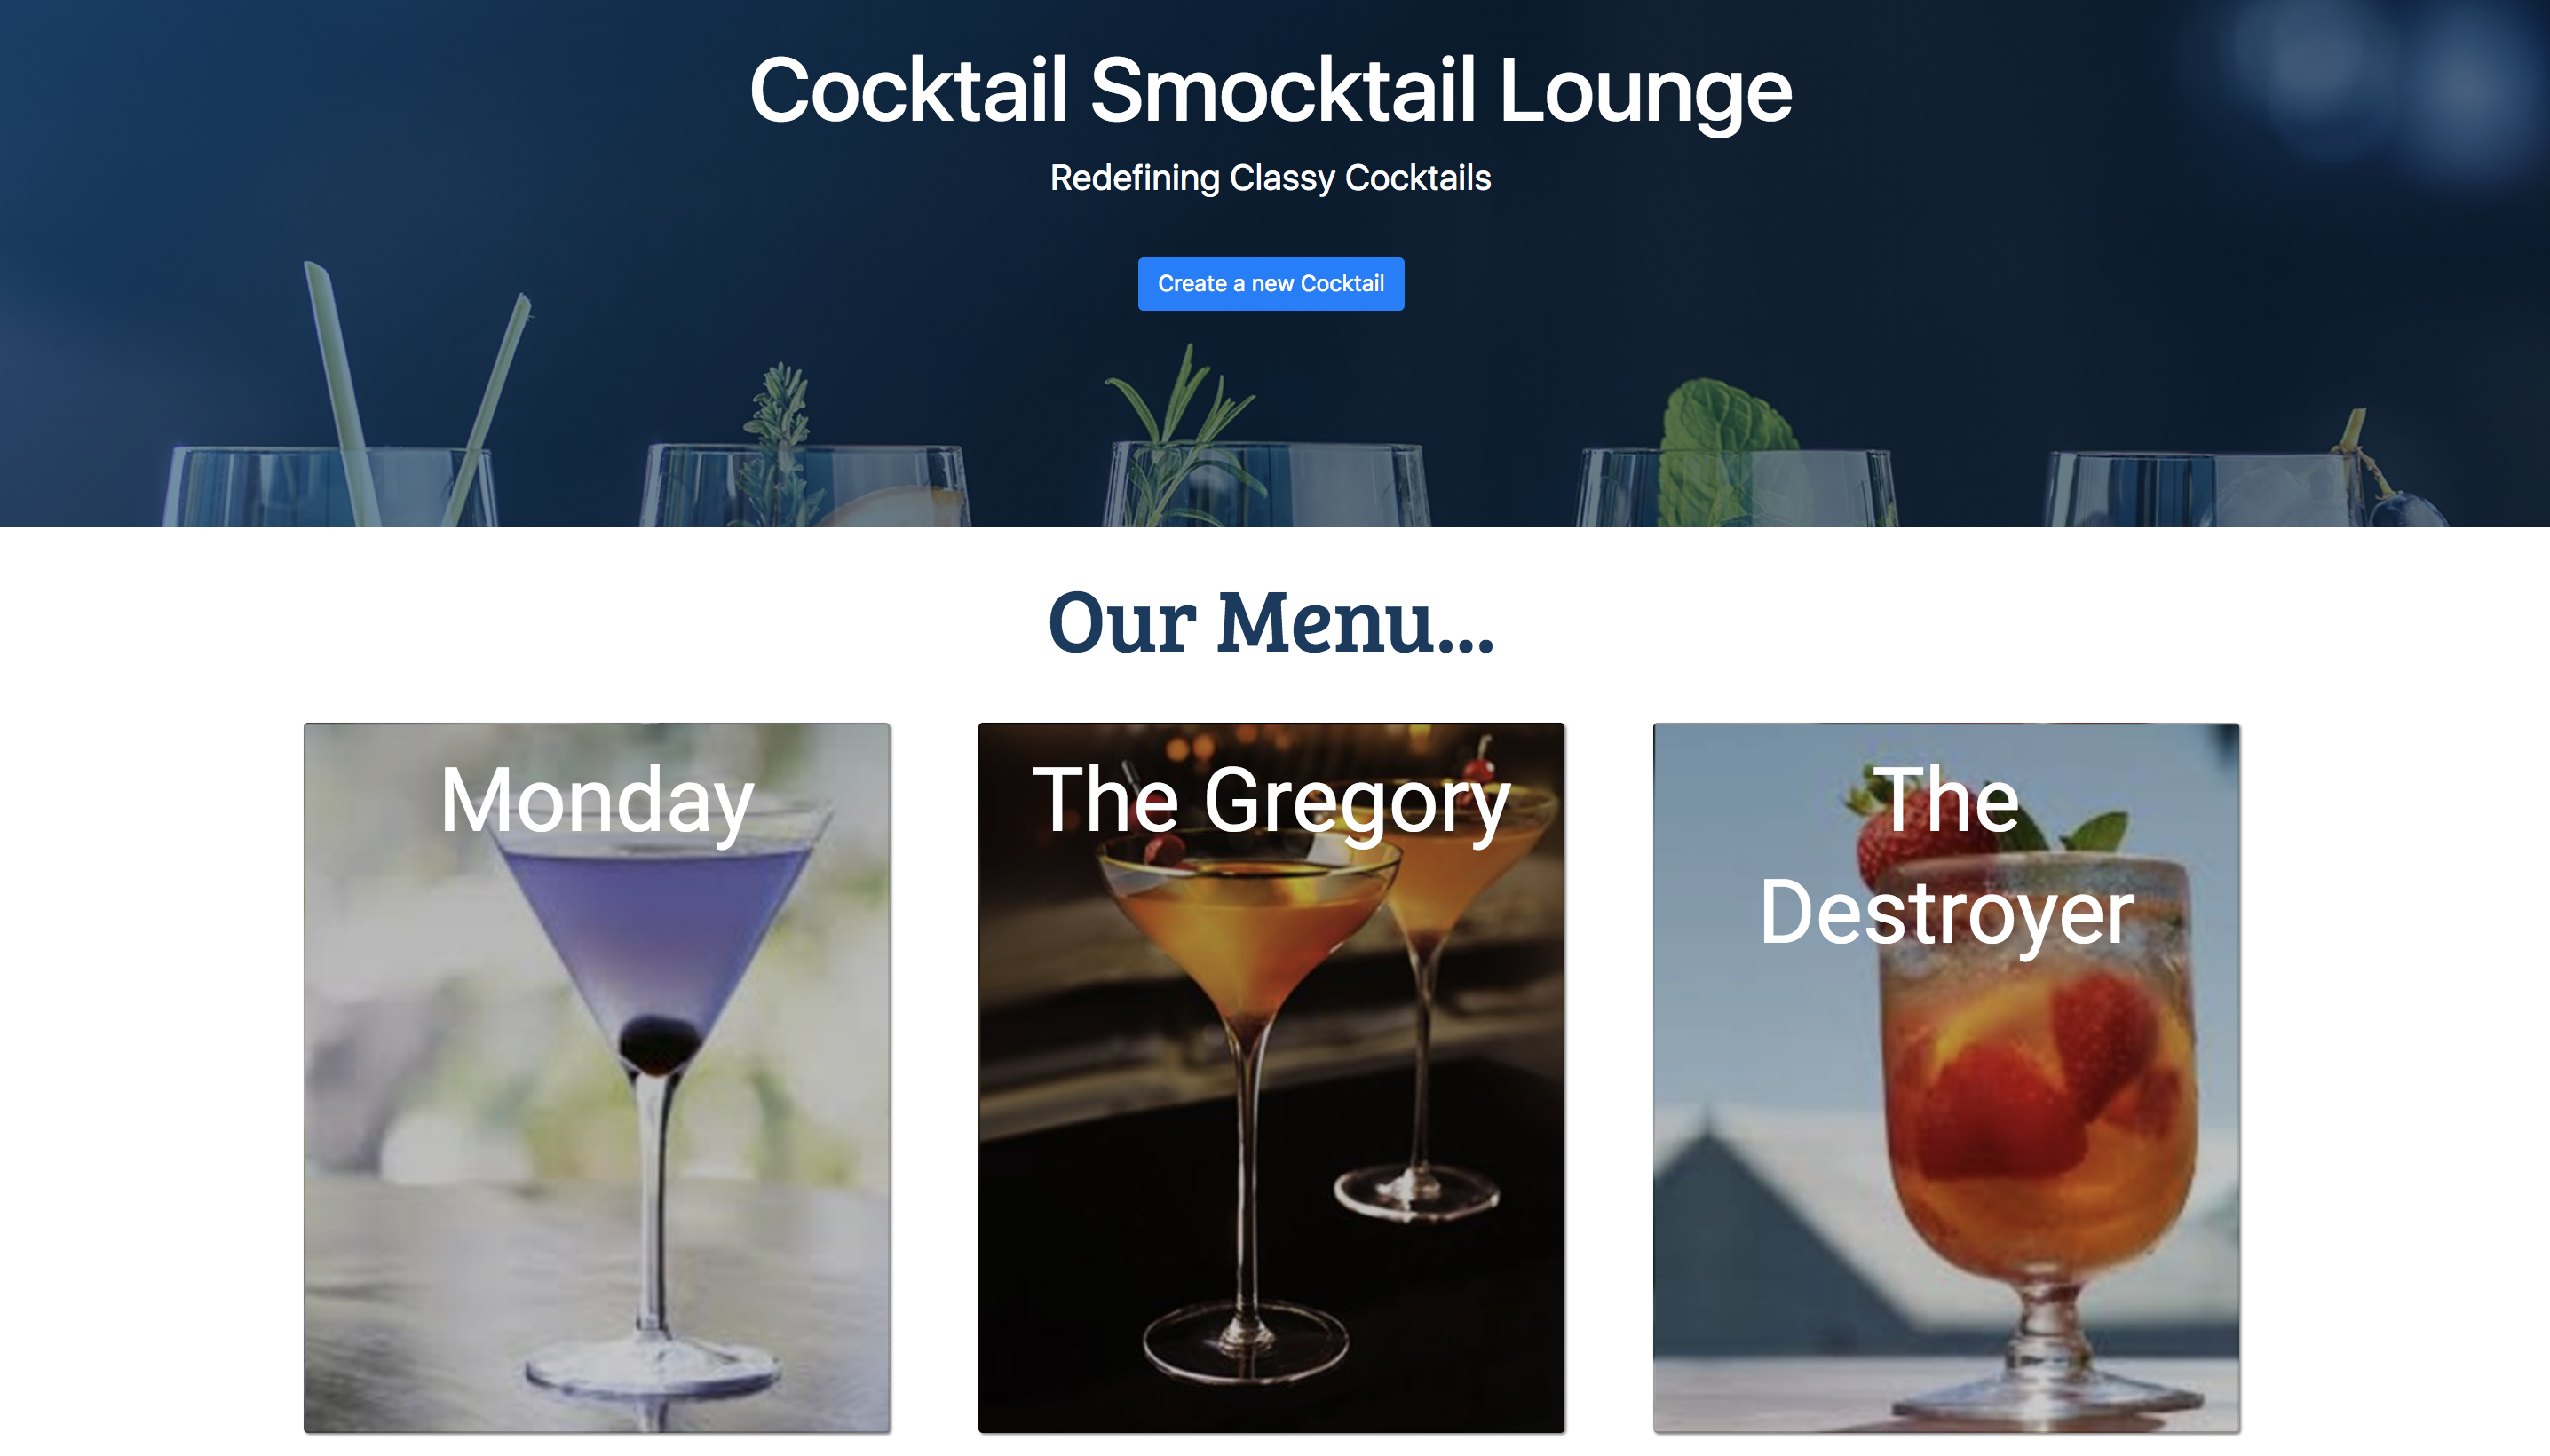 Cocktail Smocktail Lounge
Redefining Classy Cocktails
Create a new Cocktail
Our Menu...
Monday
The Gregory
The
Destroyer